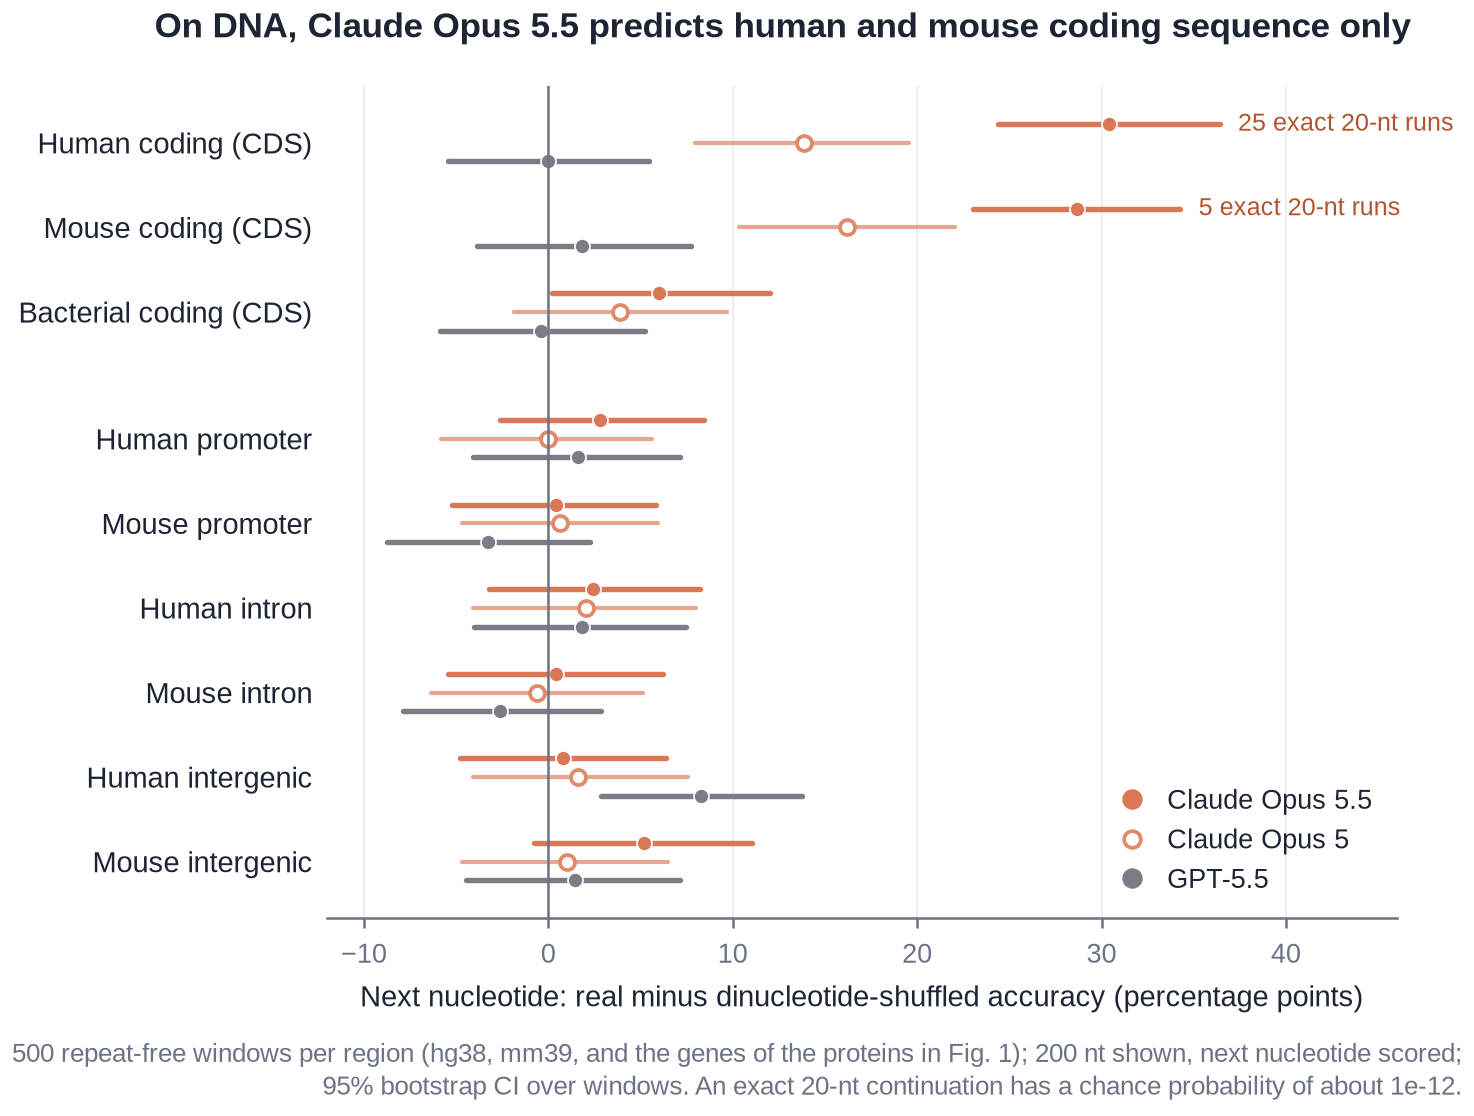 On DNA, Claude Opus 5.5 predicts human and mouse coding sequence only
Human coding (CDS)
25 exact 20-nt runs
Mouse coding (CDS)
5 exact 20-nt runs
Bacterial coding (CDS)
Human promoter
Mouse promoter
Human intron
Mouse intron
Human intergenic
Mouse intergenic
Claude Opus 5.5
Claude Opus 5
GPT-5.5
−10 0 10 20 30 40
Next nucleotide: real minus dinucleotide-shuffled accuracy (percentage points)
500 repeat-free windows per region (hg38, mm39, and the genes of the proteins in Fig. 1); 200 nt shown, next nucleotide scored;
95% bootstrap CI over windows. An exact 20-nt continuation has a chance probability of about 1e-12.